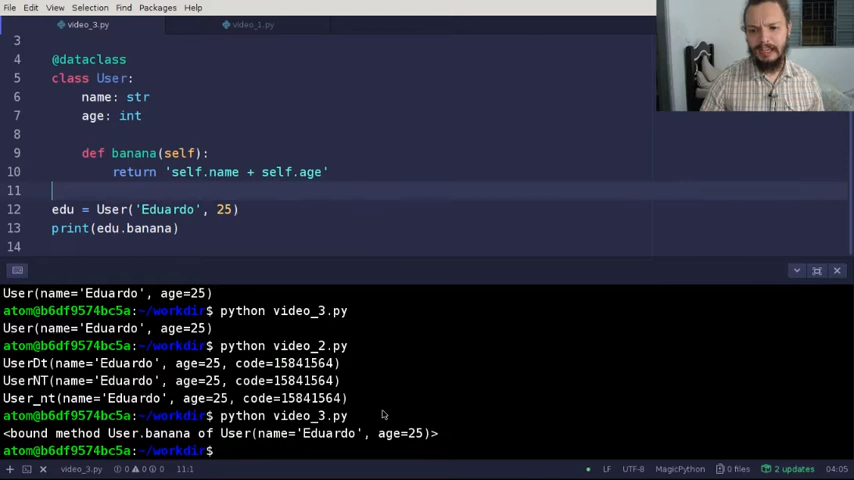 File Edit View Selection Find Packages Help
video_3.py video_1.py
3
4 @dataclass
5 class User:
6 name: str
7 age: int
8
9 def banana(self):
10 return 'self.name + self.age'
11
12 edu = User('Eduardo', 25)
13 print(edu.banana)
14
User(name='Eduardo', age=25)
atom@b6df9574bc5a:~/workdir$ python video_3.py
User(name='Eduardo', age=25)
atom@b6df9574bc5a:~/workdir$ python video_2.py
UserDt(name='Eduardo', age=25, code=15841564)
UserNT(name='Eduardo', age=25, code=15841564)
User_nt(name='Eduardo', age=25, code=15841564)
atom@b6df9574bc5a:~/workdir$ python video_3.py
<bound method User.banana of User(name='Eduardo', age=25)>
atom@b6df9574bc5a:~/workdir$
video_3.py 0 0 0 11:1 LF UTF-8 MagicPython 0 files 2 updates 04:05